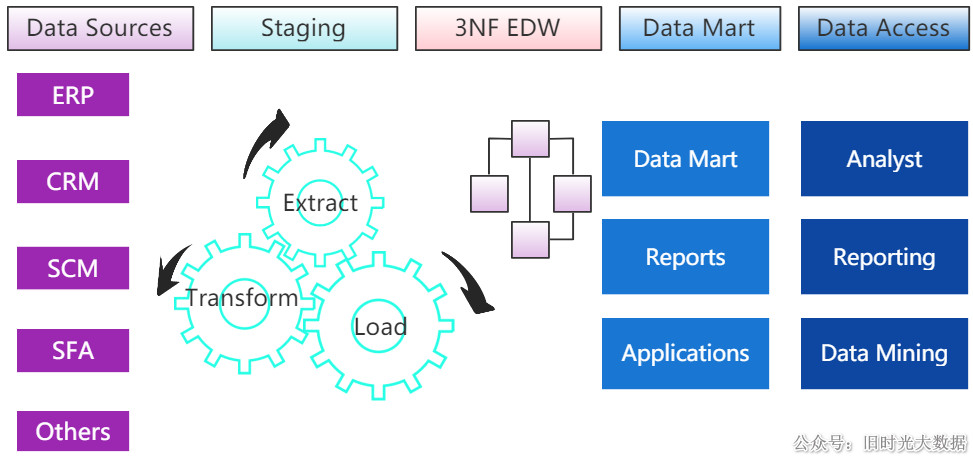 Data Sources
Staging
3NF EDW
Data Mart
Data Access
ERP
CRM
SCM
SFA
Others
Extract
Transform
Load
Data Mart
Reports
Applications
Analyst
Reporting
Data Mining
公众号：旧时光大数据